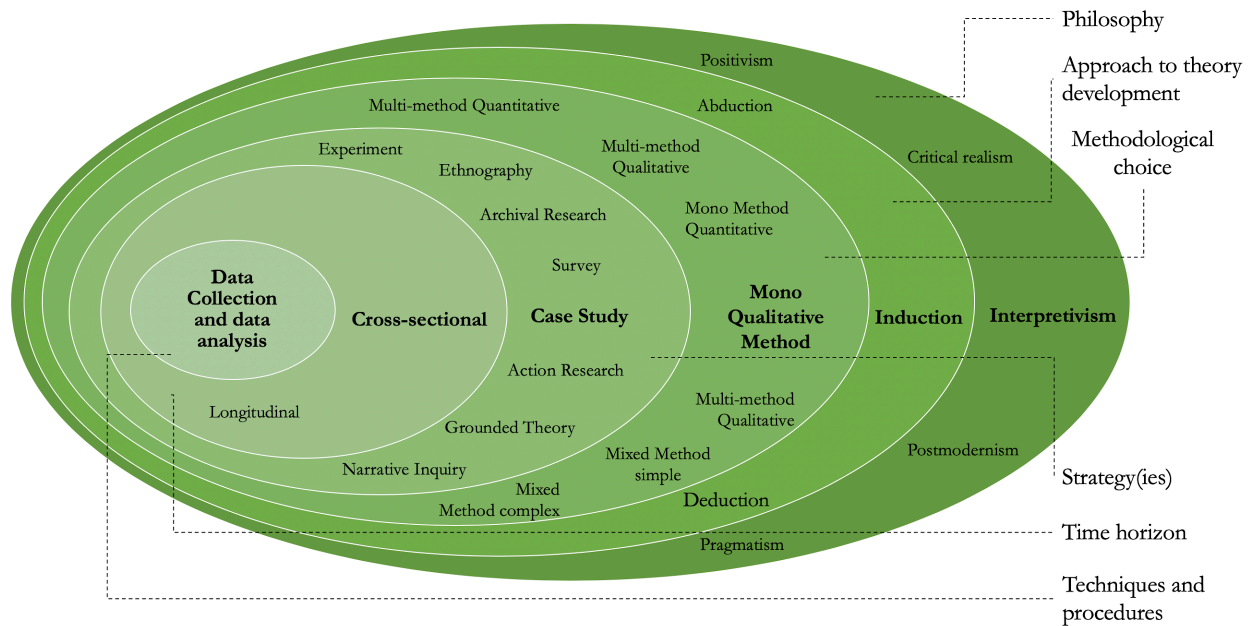 Philosophy
Positivism
Approach to theory
development
Multi-method Quantitative
Abduction
Methodological
choice
Experiment
Ethnography
Multi-method
Qualitative
Critical realism
Archival Research
Mono Method
Quantitative
Survey
Data
Collection
and data
analysis
Cross-sectional
Case Study
Mono
Qualitative
Method
Induction
Interpretivism
Action Research
Longitudinal
Multi-method
Qualitative
Grounded Theory
Narrative Inquiry
Mixed Method
simple
Postmodernism
Strategy(ies)
Mixed
Method complex
Deduction
Time horizon
Pragmatism
Techniques and
procedures